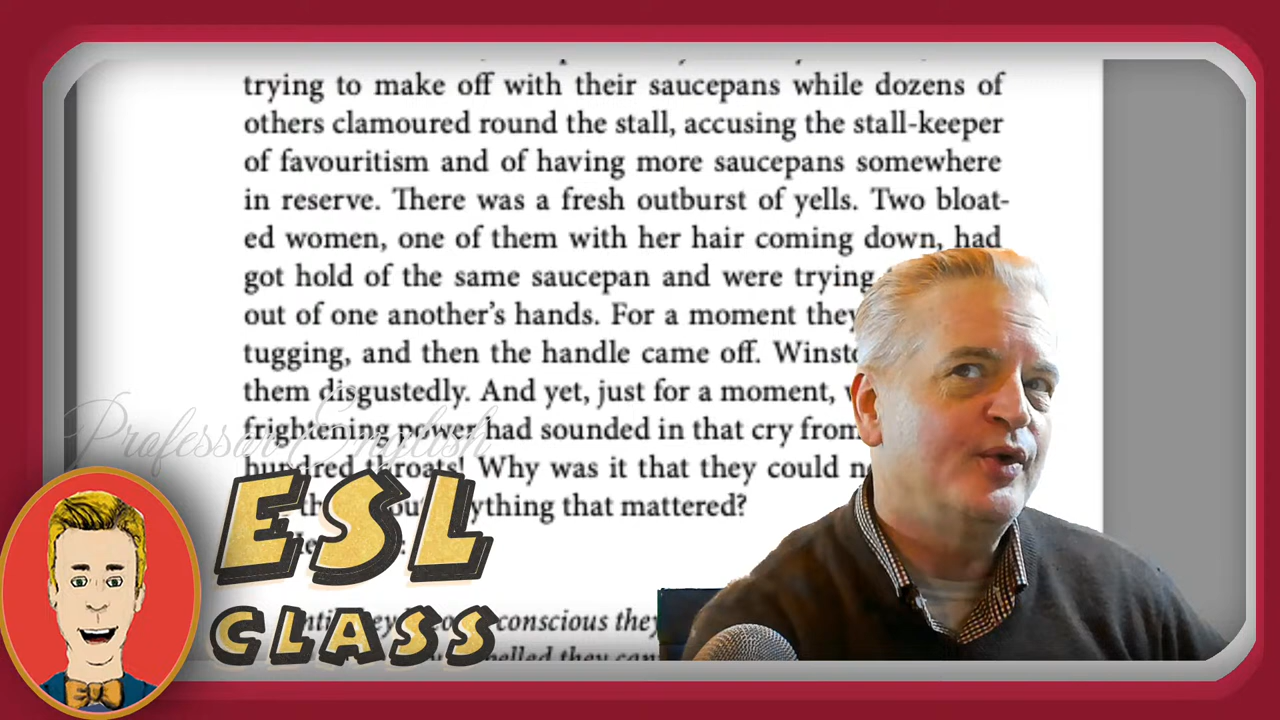 trying to make off with their saucepans while dozens of
others clamoured round the stall, accusing the stall-keeper
of favouritism and of having more saucepans somewhere
in reserve. There was a fresh outburst of yells. Two bloat-
ed women, one of them with her hair coming down, had
got hold of the same saucepan and were trying
out of one another's hands. For a moment they
tugging, and then the handle came off.
them disgustedly. And yet, just for a moment,
frightening power had sounded in that cry from
hundred throats! Why was it that they could
ything that mattered?
conscious they
Professor English
ESL
CLASS